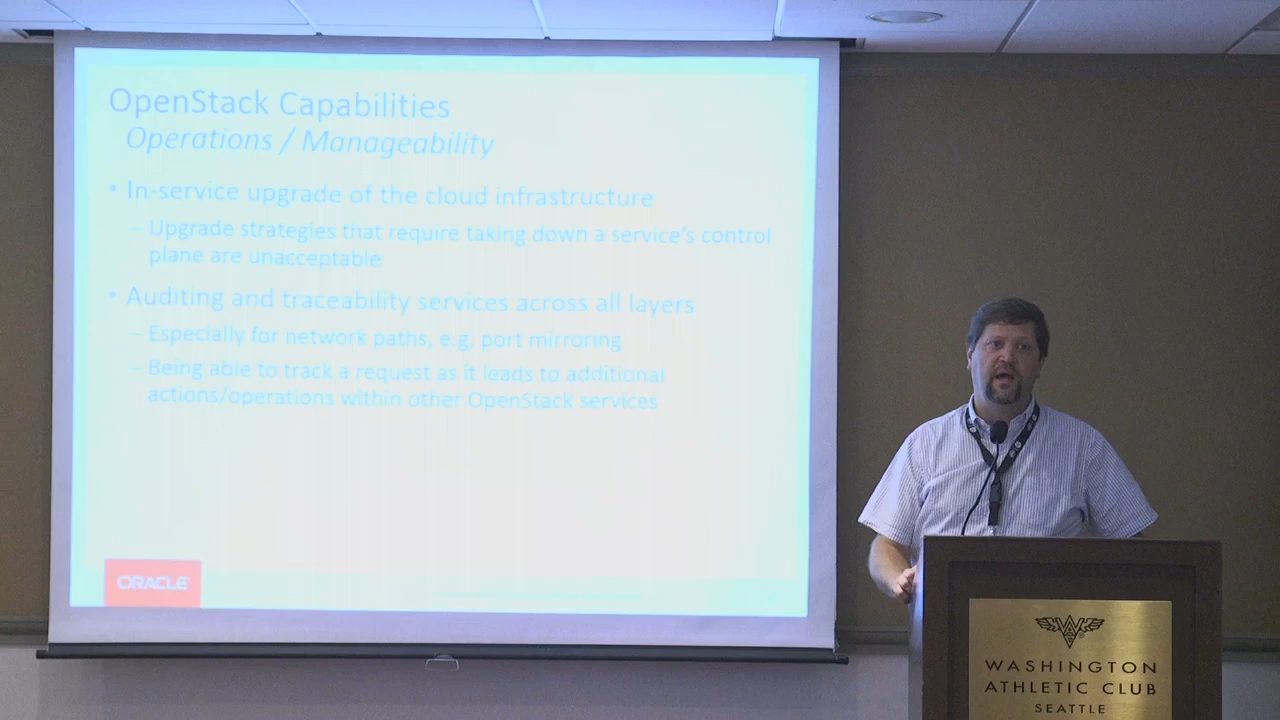 OpenStack Capabilities
Operations / Manageability
• In-service upgrade of the cloud infrastructure
– Upgrade strategies that require taking down a service's control
plane are unacceptable
• Auditing and traceability services across all layers
– Especially for network paths, e.g. port mirroring
– Being able to track a request as it leads to additional
actions/operations within other OpenStack services
ORACLE
WASHINGTON
ATHLETIC CLUB
SEATTLE